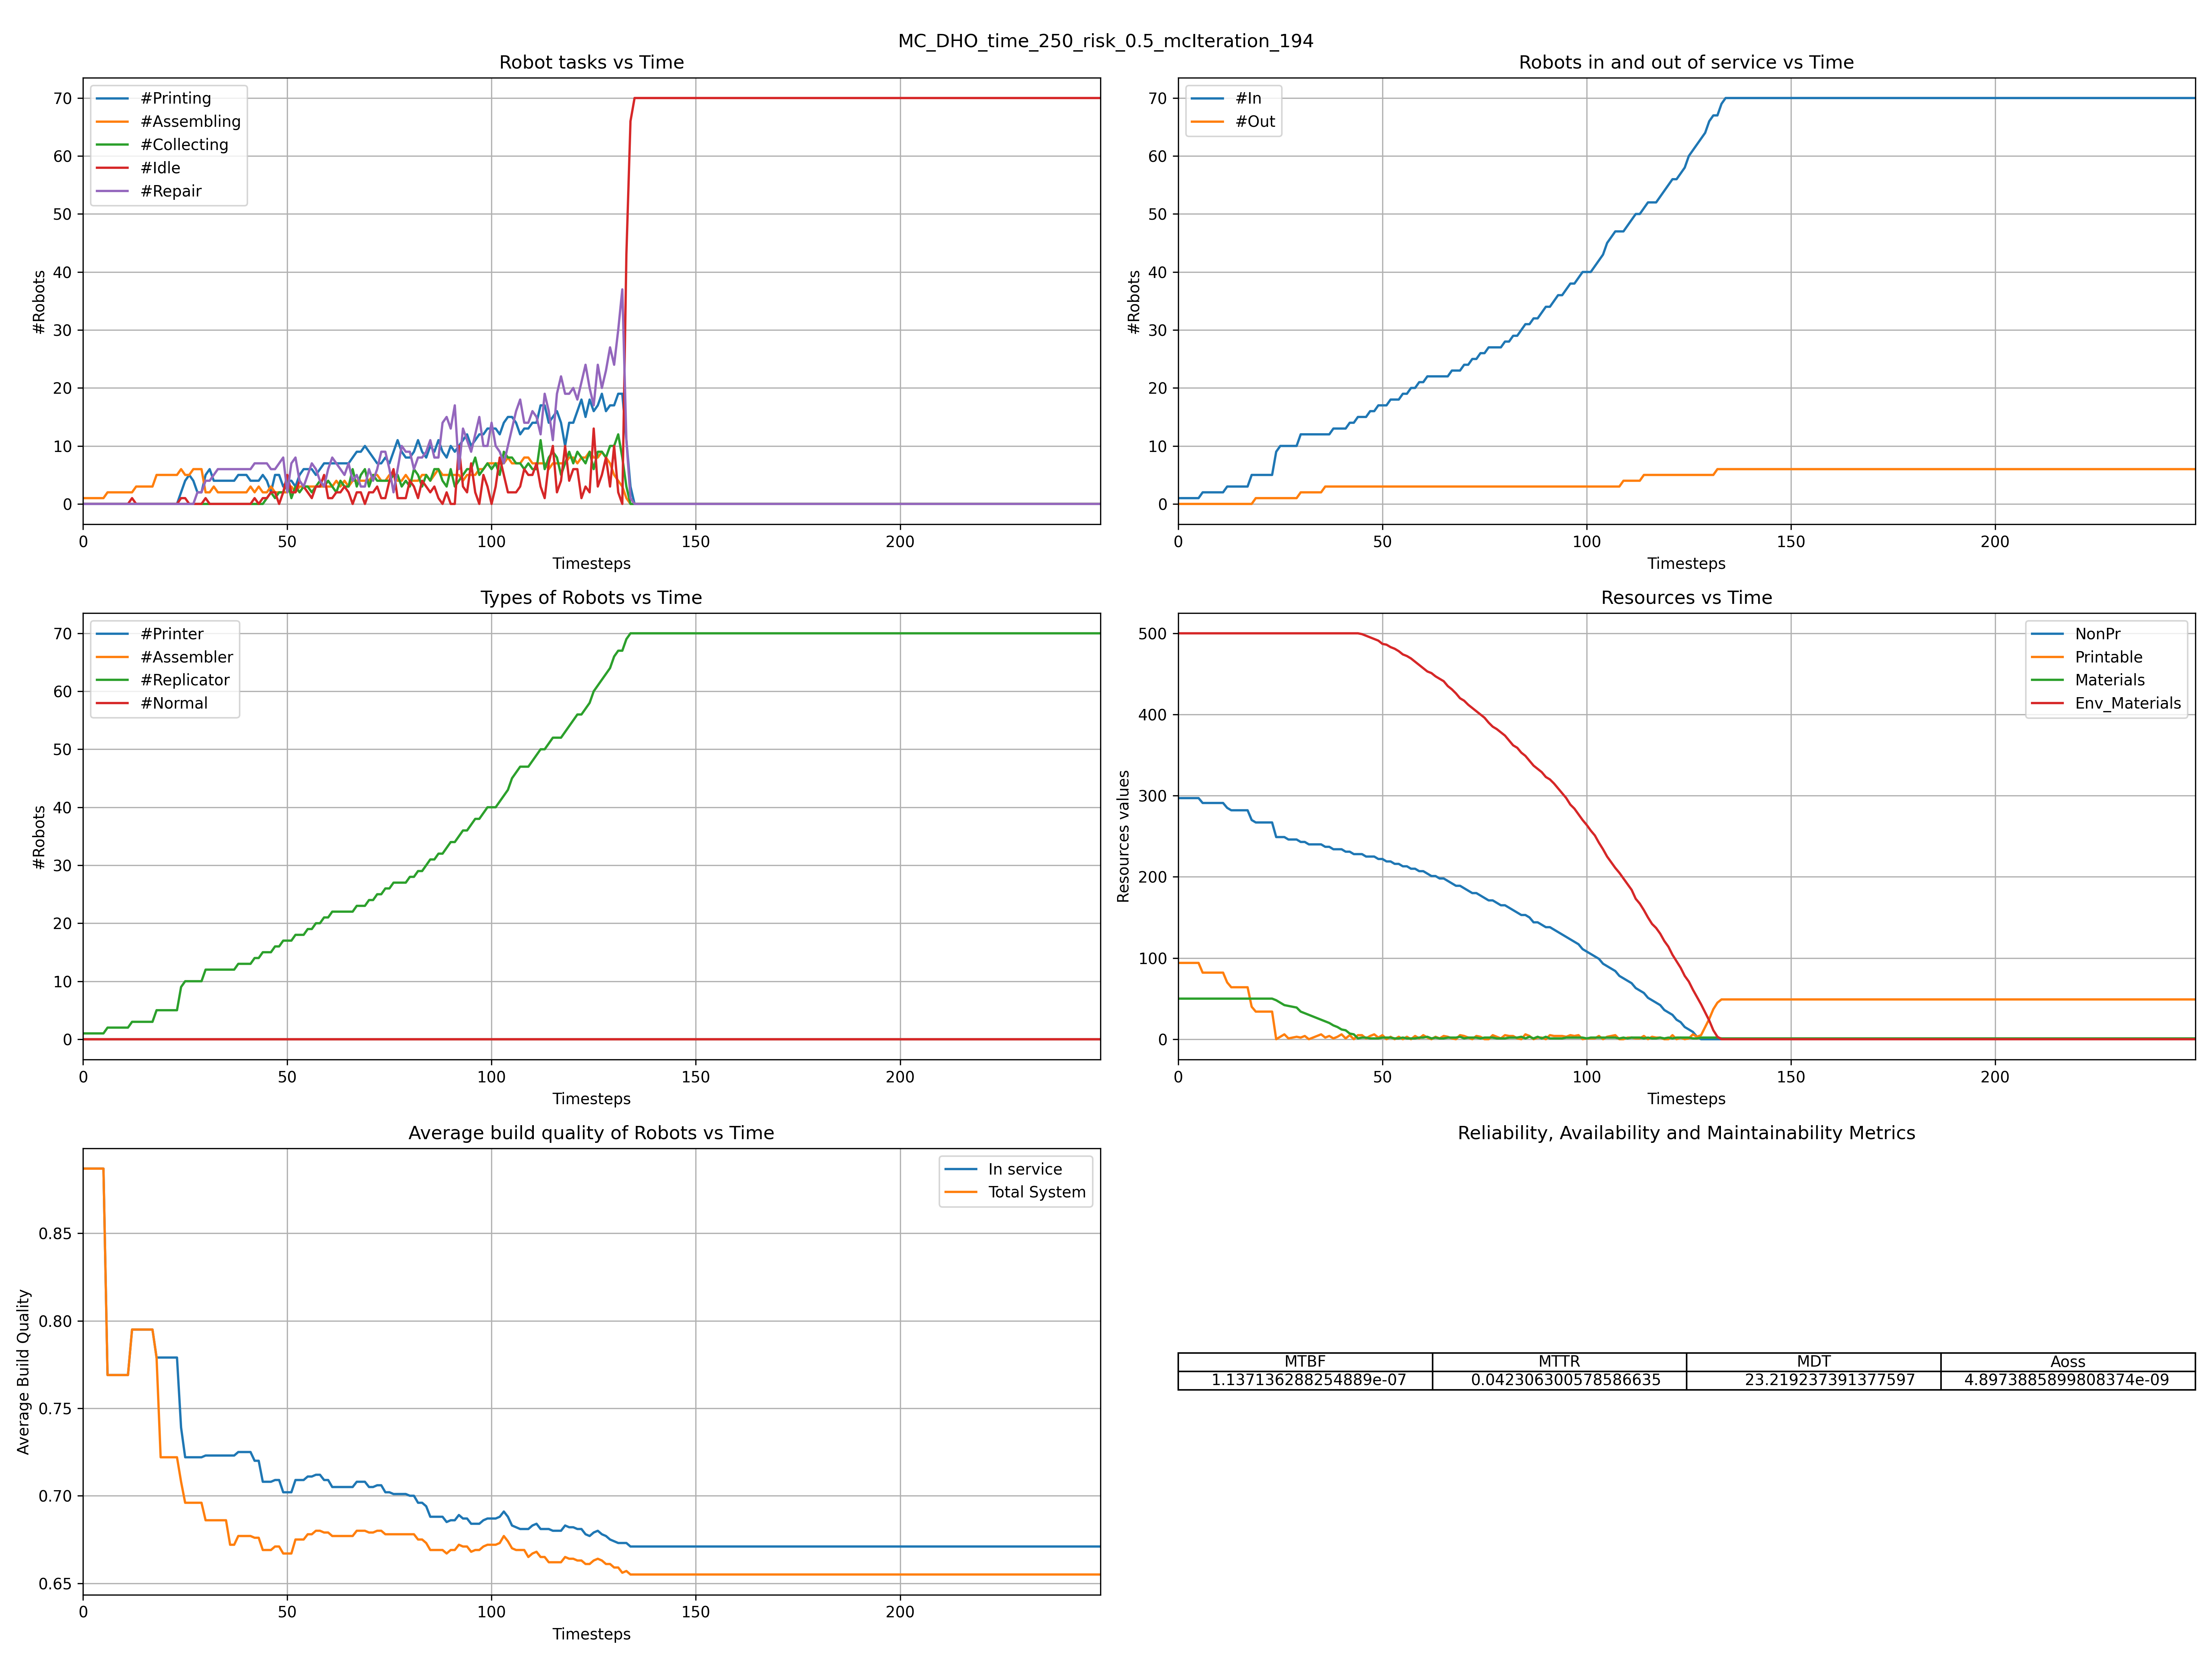 MC_DHO_time_250_risk_0.5_mcIteration_194
Robot tasks vs Time
#Robots
70
60
50
40
30
20
10
0
#Printing
#Assembling
#Collecting
#Idle
#Repair
0 50 100 150 200
Timesteps
Robots in and out of service vs Time
#Robots
70
60
50
40
30
20
10
0
#In
#Out
0 50 100 150 200
Timesteps
Types of Robots vs Time
#Robots
70
60
50
40
30
20
10
0
#Printer
#Assembler
#Replicator
#Normal
0 50 100 150 200
Timesteps
Resources vs Time
Resources values
500
400
300
200
100
0
NonPr
Printable
Materials
Env_Materials
0 50 100 150 200
Timesteps
Average build quality of Robots vs Time
Average Build Quality
0.85
0.80
0.75
0.70
0.65
In service
Total System
0 50 100 150 200
Timesteps
Reliability, Availability and Maintainability Metrics
MTBF MTTR MDT Aoss
1.137136288254889e-07 0.042306300578586635 23.219237391377597 4.8973885899808374e-09